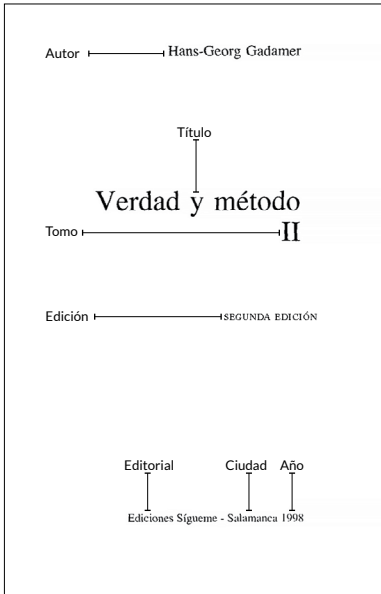 Autor Hans-Georg Gadamer
Título
Verdad y método
Tomo II
Edición SEGUNDA EDICIÓN
Editorial Ciudad Año
Ediciones Sígueme - Salamanca 1998